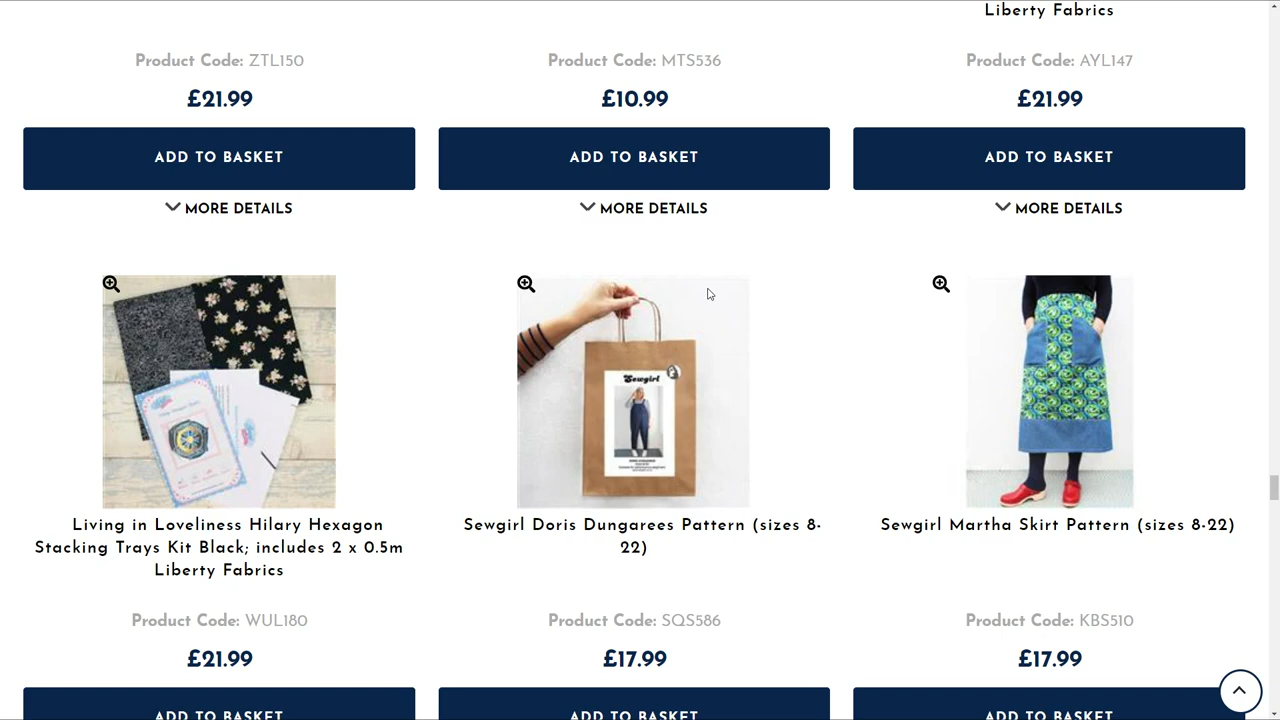 Liberty Fabrics
Product Code: ZTL150
Product Code: MTS536
Product Code: AYL147
£21.99
£10.99
£21.99
ADD TO BASKET
ADD TO BASKET
ADD TO BASKET
MORE DETAILS
MORE DETAILS
MORE DETAILS
Sewgirl
Living in Loveliness Hilary Hexagon
Stacking Trays Kit Black; includes 2 x 0.5m
Liberty Fabrics
Sewgirl Doris Dungarees Pattern (sizes 8-
22)
Sewgirl Martha Skirt Pattern (sizes 8-22)
Product Code: WUL180
Product Code: SQS586
Product Code: KBS510
£21.99
£17.99
£17.99
ADD TO BASKET
ADD TO BASKET
ADD TO BASKET